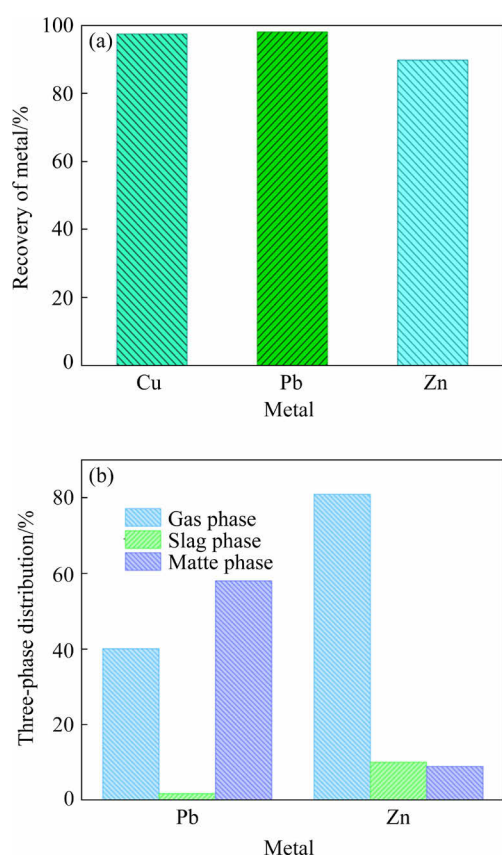 (a)
Recovery of metal/%
100
80
60
40
20
0
Cu Pb Zn
Metal
(b)
Three-phase distribution/%
80
60
40
20
0
Gas phase
Slag phase
Matte phase
Pb Zn
Metal